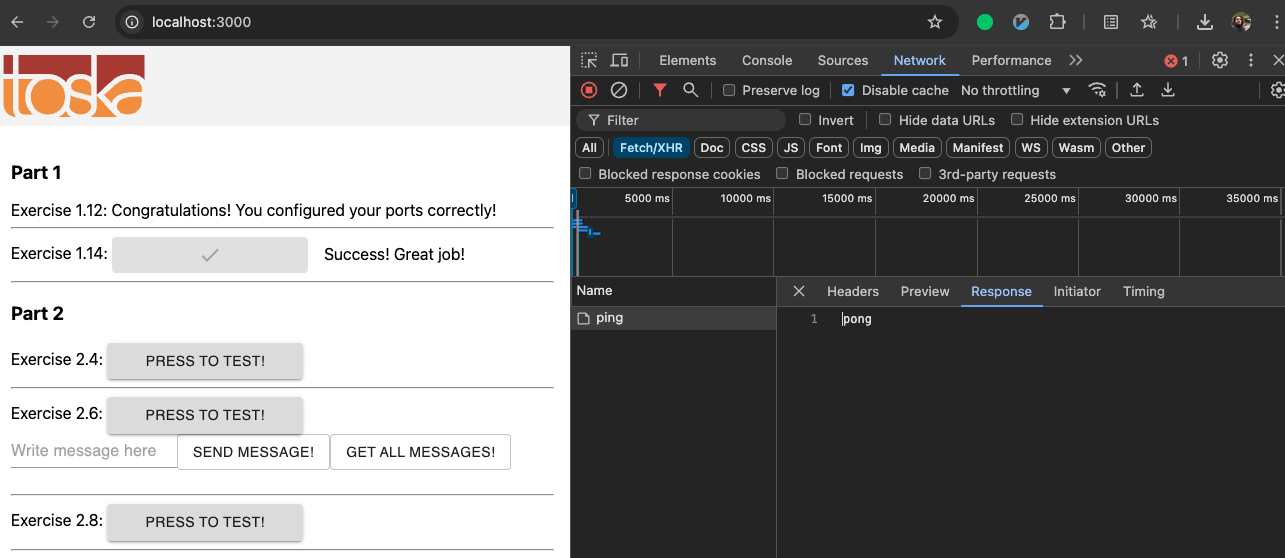 localhost:3000
toska
Part 1
Exercise 1.12: Congratulations! You configured your ports correctly!
Exercise 1.14: Success! Great job!
Part 2
Exercise 2.4: PRESS TO TEST!
Exercise 2.6: PRESS TO TEST!
Write message here SEND MESSAGE! GET ALL MESSAGES!
Exercise 2.8: PRESS TO TEST!
Elements Console Sources Network Performance 1
Preserve log Disable cache No throttling
Filter Invert Hide data URLs Hide extension URLs
All Fetch/XHR Doc CSS JS Font Img Media Manifest WS Wasm Other
Blocked response cookies Blocked requests 3rd-party requests
5000 ms 10000 ms 15000 ms 20000 ms 25000 ms 30000 ms 35000 ms
Name Headers Preview Response Initiator Timing
ping 1 pong